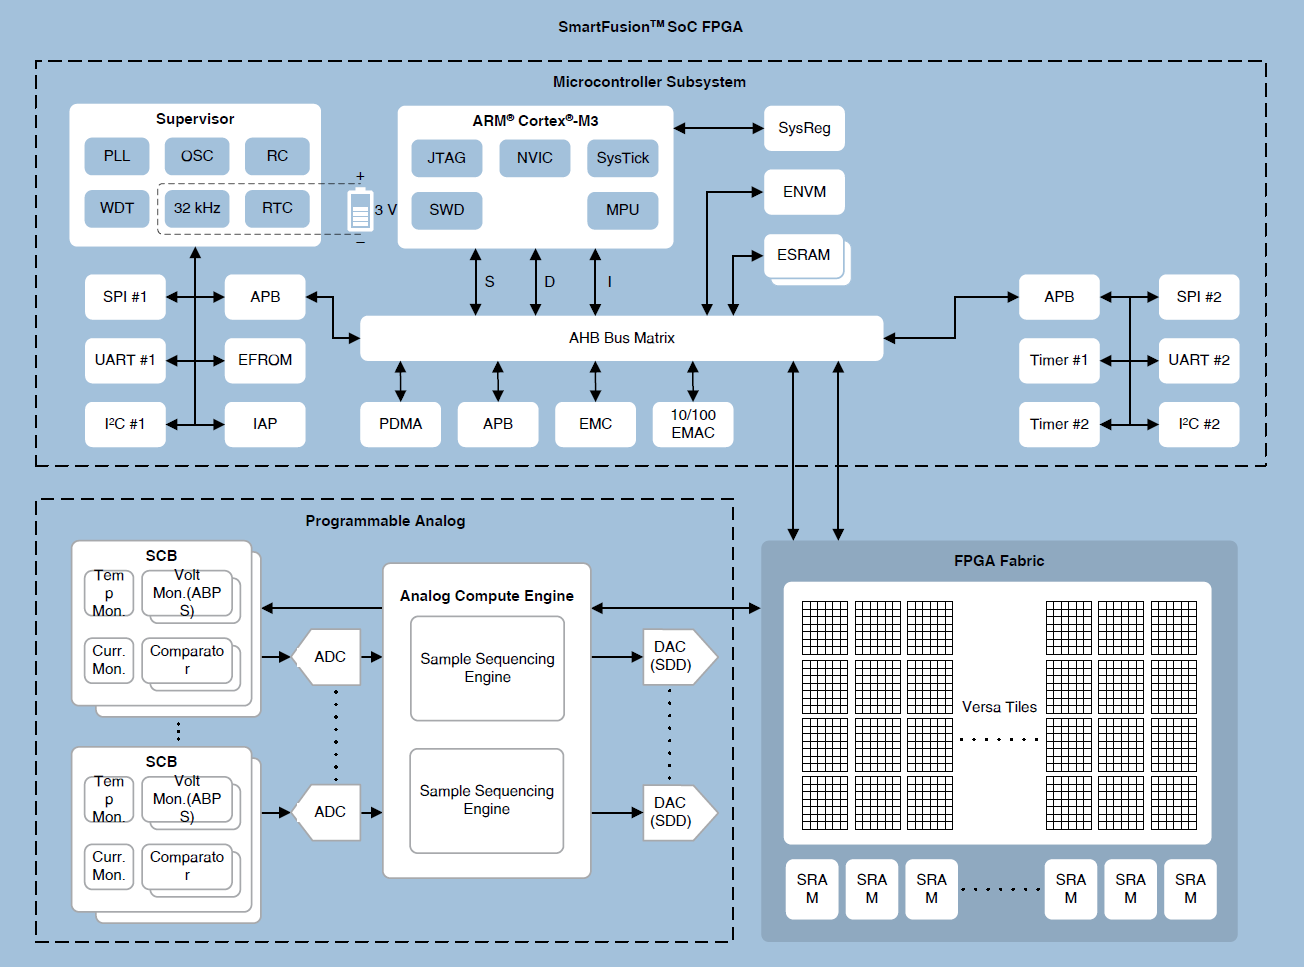 SmartFusion™ SoC FPGA
Microcontroller Subsystem
Supervisor
PLL
OSC
RC
WDT
32 kHz
RTC
+
3 V
–
ARM® Cortex®-M3
JTAG
NVIC
SysTick
SWD
MPU
SysReg
ENVM
ESRAM
S
D
I
SPI #1
APB
UART #1
EFROM
I²C #1
IAP
AHB Bus Matrix
PDMA
APB
EMC
10/100
EMAC
APB
SPI #2
Timer #1
UART #2
Timer #2
I²C #2
Programmable Analog
SCB
Tem
p
Mon.
Volt
Mon.(ABP
S)
Curr.
Mon.
Comparato
r
SCB
Tem
p
Mon.
Volt
Mon.(ABP
S)
Curr.
Mon.
Comparato
r
ADC
ADC
Analog Compute Engine
Sample Sequencing
Engine
Sample Sequencing
Engine
DAC
(SDD)
DAC
(SDD)
FPGA Fabric
Versa Tiles
SRA
M
SRA
M
SRA
M
SRA
M
SRA
M
SRA
M